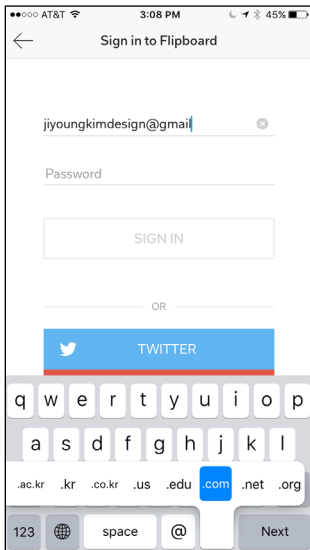 AT&T 3:08 PM 45%
Sign in to Flipboard
jiyoungkimdesign@gmail
Password
SIGN IN
OR
TWITTER
q w e r t y u i o p
a s d f g h j k l
.ac.kr .kr .co.kr .us .edu .com .net .org
123 space @ Next